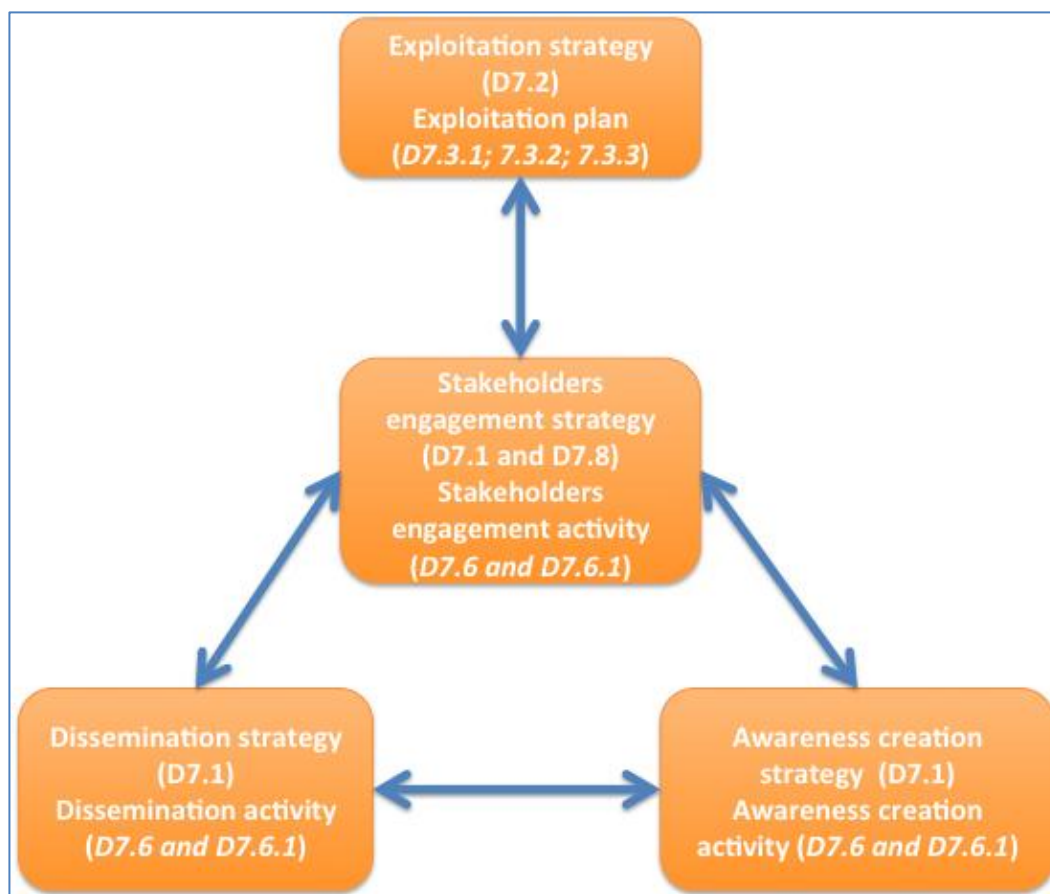 Exploitation strategy
(D7.2)
Exploitation plan
(D7.3.1; 7.3.2; 7.3.3)
Stakeholders
engagement strategy
(D7.1 and D7.8)
Stakeholders
engagement activity
(D7.6 and D7.6.1)
Dissemination strategy
(D7.1)
Dissemination activity
(D7.6 and D7.6.1)
Awareness creation
strategy (D7.1)
Awareness creation
activity (D7.6 and D7.6.1)